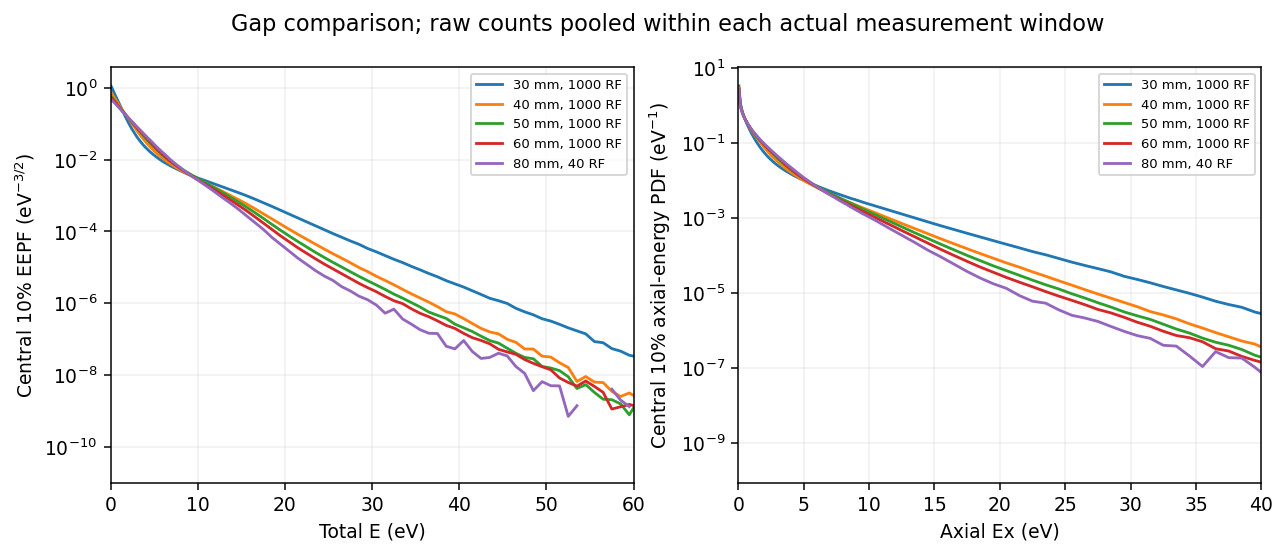 Gap comparison; raw counts pooled within each actual measurement window
Central 10% EEPF (eV^{-3/2})
10^0
10^{-2}
10^{-4}
10^{-6}
10^{-8}
10^{-10}
30 mm, 1000 RF
40 mm, 1000 RF
50 mm, 1000 RF
60 mm, 1000 RF
80 mm, 40 RF
0 10 20 30 40 50 60
Total E (eV)
Central 10% axial-energy PDF (eV^{-1})
10^1
10^{-1}
10^{-3}
10^{-5}
10^{-7}
10^{-9}
30 mm, 1000 RF
40 mm, 1000 RF
50 mm, 1000 RF
60 mm, 1000 RF
80 mm, 40 RF
0 5 10 15 20 25 30 35 40
Axial Ex (eV)